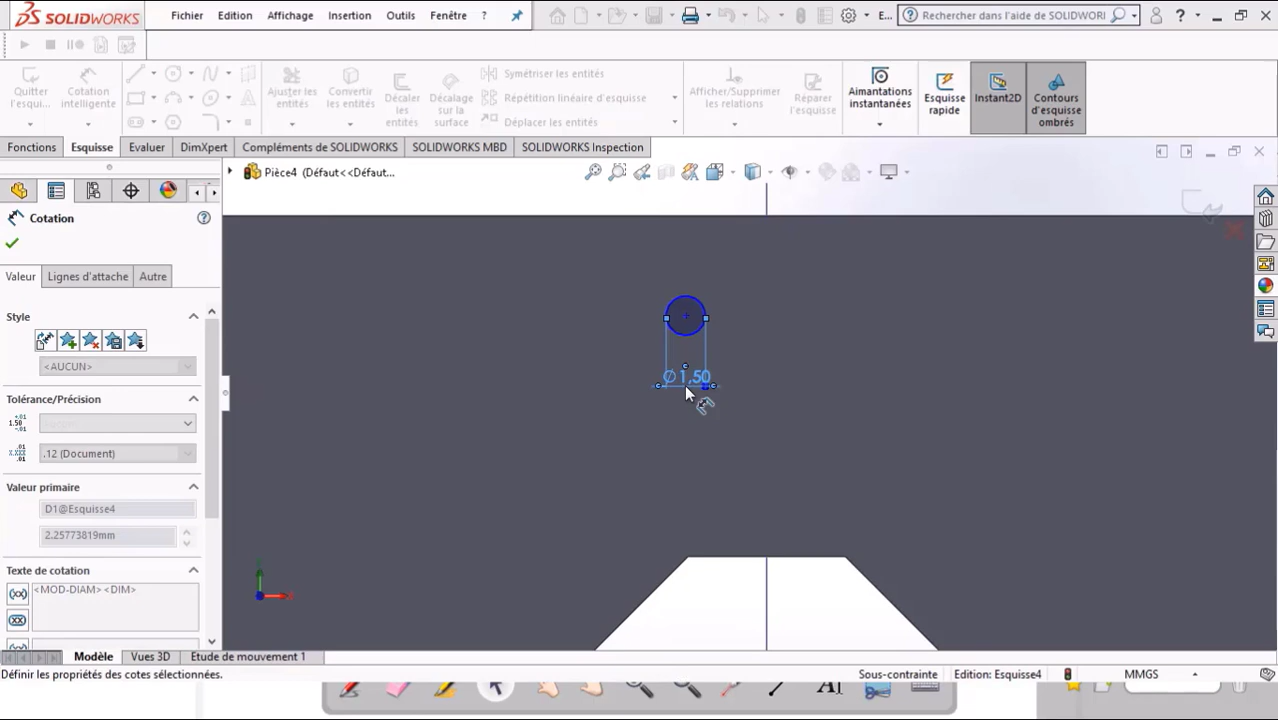 SOLIDWORKS
Fichier Edition Affichage Insertion Outils Fenêtre ?
E... Rechercher dans l'aide de SOLIDWORI
Quitter l'esqui...
Cotation intelligente
Ajuster les entités
Convertir les entités
Décaler les entités
Décalage sur la surface
Symétriser les entités
Répétition linéaire d'esquisse
Déplacer les entités
Afficher/Supprimer les relations
Réparer l'esquisse
Aimantations instantanées
Esquisse rapide
Instant2D
Contours d'esquisse ombrés
Fonctions Esquisse Evaluer DimXpert Compléments de SOLIDWORKS SOLIDWORKS MBD SOLIDWORKS Inspection
Pièce4 (Défaut<<Défaut...
Cotation
Valeur Lignes d'attache Autre
Style
<AUCUN>
Tolérance/Précision
.12 (Document)
Valeur primaire
D1@Esquisse4
2.25773819mm
Texte de cotation
<MOD-DIAM><DIM>
∅1,50
Modèle Vues 3D Etude de mouvement 1
Définir les propriétés des cotes sélectionnées.
Sous-contrainte Edition: Esquisse4 MMGS